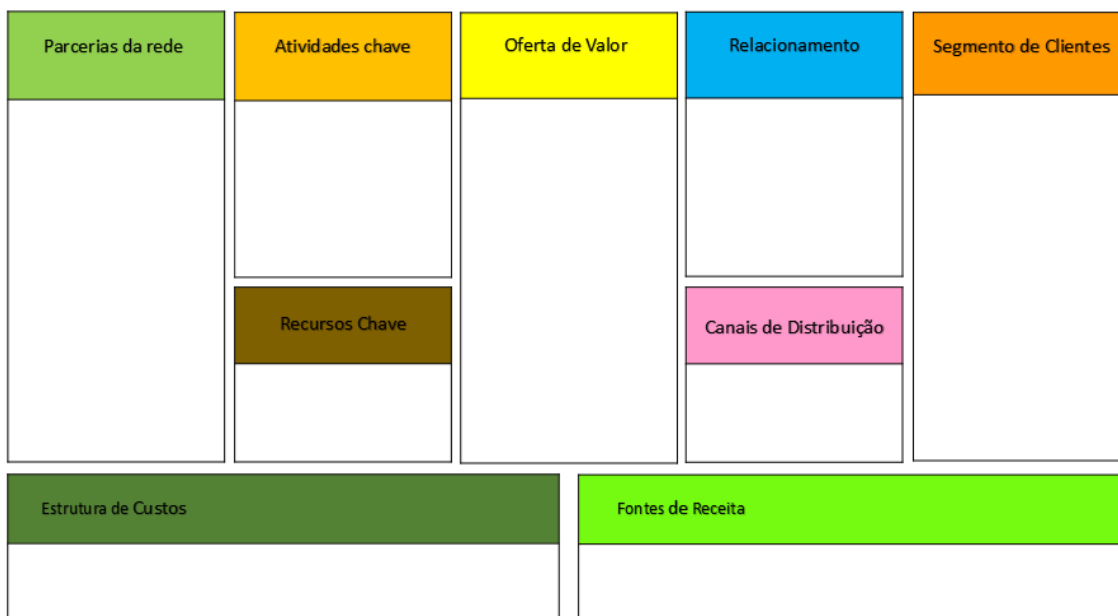 Parcerias da rede
Atividades chave
Oferta de Valor
Relacionamento
Segmento de Clientes
Recursos Chave
Canais de Distribuição
Estrutura de Custos
Fontes de Receita